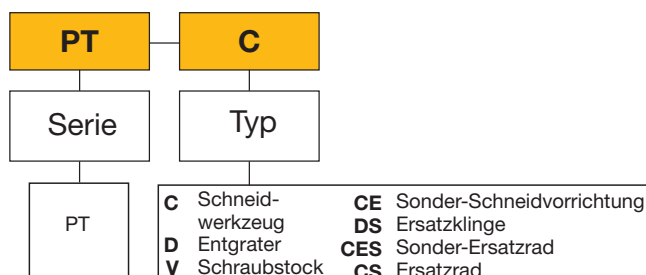 PT C
Serie Typ
PT
C Schneid-
werkzeug
D Entgrater
V Schraubstock
CE Sonder-Schneidvorrichtung
DS Ersatzklinge
CES Sonder-Ersatzrad
CS Ersatzrad